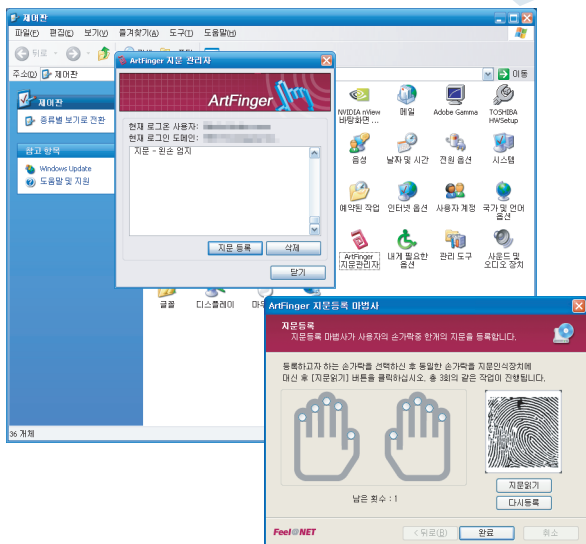 제어판
파일(F) 편집(E) 보기(V) 즐겨찾기(A) 도구(T) 도움말(H)
뒤로
주소(D) 제어판 이동
제어판
종류별 보기로 전환
참고 항목
Windows Update
도움말 및 지원
ArtFinger 지문 관리자
ArtFinger
현재 로그온 사용자:
현재 로그인 도메인:
지문 - 왼손 엄지
지문 등록 삭제
닫기
NVIDIA nView 바탕화면 ...
메일
Adobe Gamma
TOSHIBA HWSetup
음성
날짜 및 시간
전원 옵션
시스템
예약된 작업
인터넷 옵션
사용자 계정
국가 및 언어 옵션
ArtFinger 지문관리자
내게 필요한 옵션
관리 도구
사운드 및 오디오 장치
글꼴
디스플레이
36 개체
ArtFinger 지문등록 마법사
지문등록
지문등록 마법사가 사용자의 손가락중 한개의 지문을 등록합니다.
등록하고자 하는 손가락을 선택하신 후 동일한 손가락을 지문인식장치에
대신 후 [지문읽기] 버튼을 클릭하십시오. 총 3회의 같은 작업이 진행됩니다.
남은 횟수 : 1
지문읽기
다시등록
Feel@NET
< 뒤로(B) 완료 취소